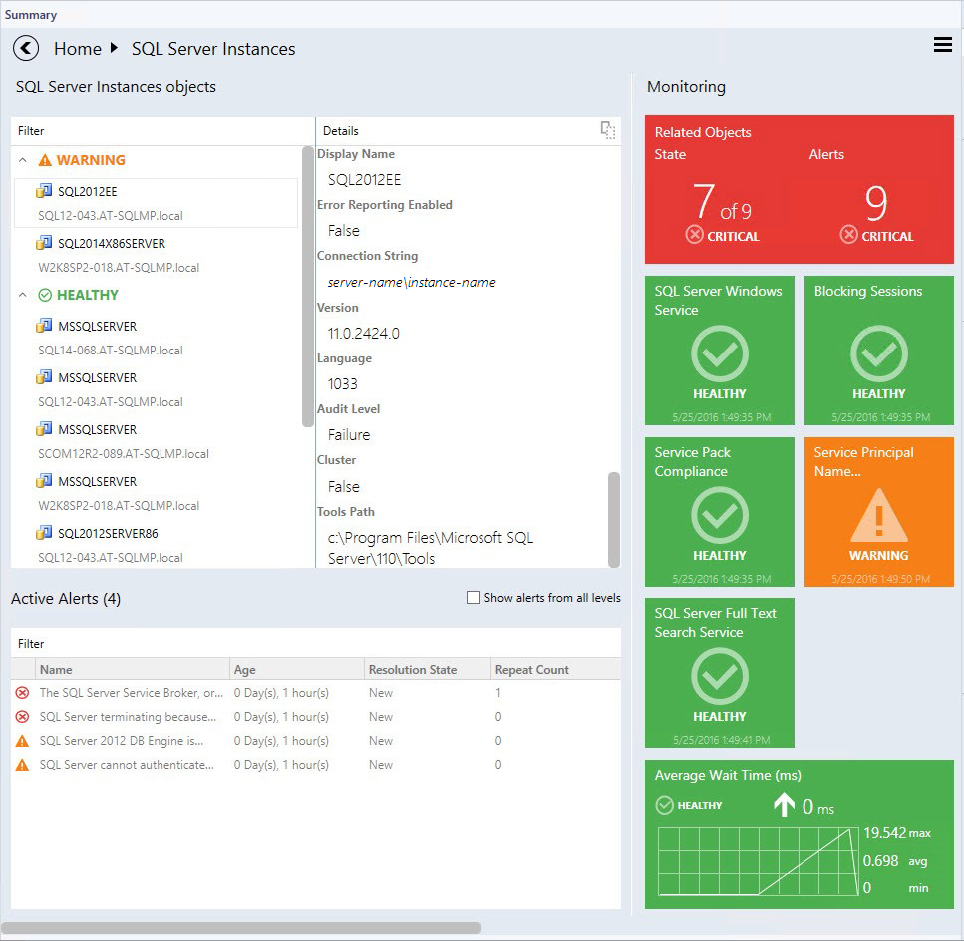 Summary
Home SQL Server Instances
SQL Server Instances objects
Filter
WARNING
SQL2012EE
SQL12-043.AT-SQLMP.local
SQL2014X86SERVER
W2K8SP2-018.AT-SQLMP.local
HEALTHY
MSSQLSERVER
SQL14-068.AT-SQLMP.local
MSSQLSERVER
SQL12-043.AT-SQLMP.local
MSSQLSERVER
SCOM12R2-089.AT-SQLMP.local
MSSQLSERVER
W2K8SP2-018.AT-SQLMP.local
SQL2012SERVER86
SQL12-043.AT-SQLMP.local
Details
Display Name
SQL2012EE
Error Reporting Enabled
False
Connection String
server-name\instance-name
Version
11.0.2424.0
Language
1033
Audit Level
Failure
Cluster
False
Tools Path
c:\Program Files\Microsoft SQL
Server\110\Tools
Active Alerts (4)
Show alerts from all levels
Filter
Name Age Resolution State Repeat Count
The SQL Server Service Broker, or... 0 Day(s), 1 hour(s) New 1
SQL Server terminating because... 0 Day(s), 1 hour(s) New 0
SQL Server 2012 DB Engine is... 0 Day(s), 1 hour(s) New 0
SQL Server cannot authenticate... 0 Day(s), 1 hour(s) New 0
Monitoring
Related Objects
State Alerts
7 of 9 9
CRITICAL CRITICAL
SQL Server Windows
Service
HEALTHY
5/25/2016 1:49:35 PM
Blocking Sessions
HEALTHY
5/25/2016 1:49:35 PM
Service Pack
Compliance
HEALTHY
5/25/2016 1:49:35 PM
Service Principal
Name...
WARNING
5/25/2016 1:49:50 PM
SQL Server Full Text
Search Service
HEALTHY
5/25/2016 1:49:41 PM
Average Wait Time (ms)
HEALTHY 0 ms
19.542 max
0.698 avg
0 min